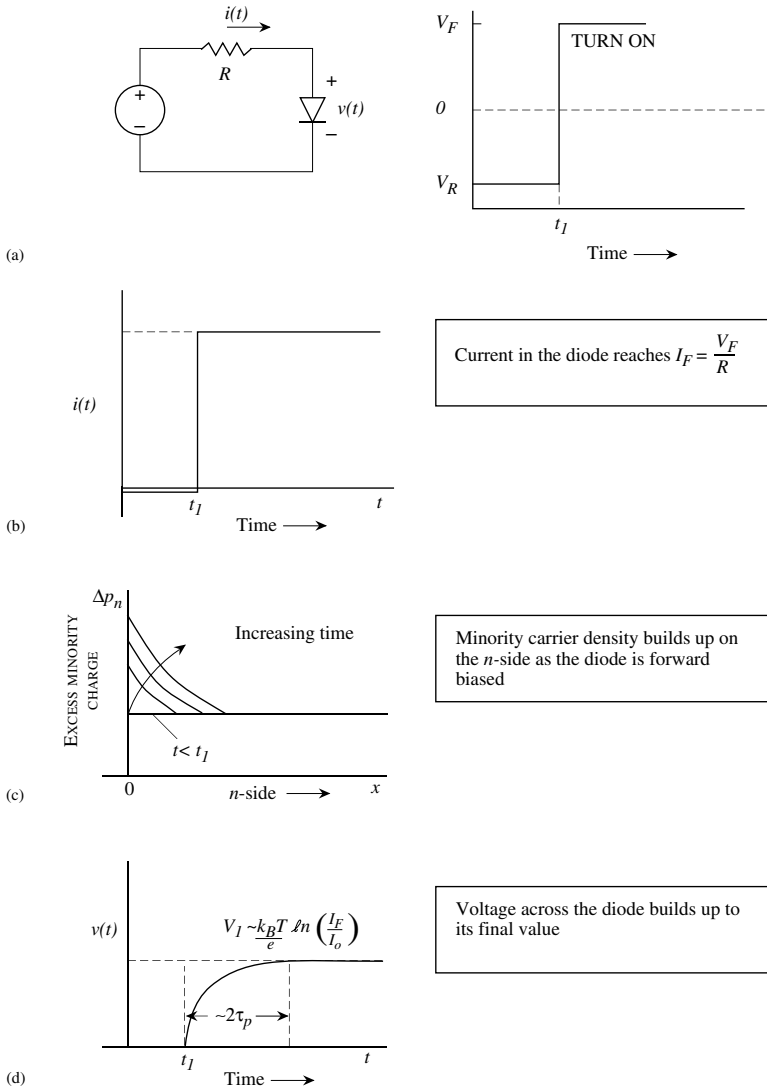 i(t)
R
+
−
+
v(t)
−
(a)
V_F
TURN ON
0
V_R
t_1
Time
i(t)
t_1
t
Time
(b)
Current in the diode reaches I_F = V_F / R
Δp_n
EXCESS MINORITY
CHARGE
Increasing time
t< t_1
0
n-side
x
(c)
Minority carrier density builds up on
the n-side as the diode is forward
biased
v(t)
V_1 ~ k_BT / e ℓn (I_F / I_o)
~2τ_p
t_1
t
Time
(d)
Voltage across the diode builds up to
its final value